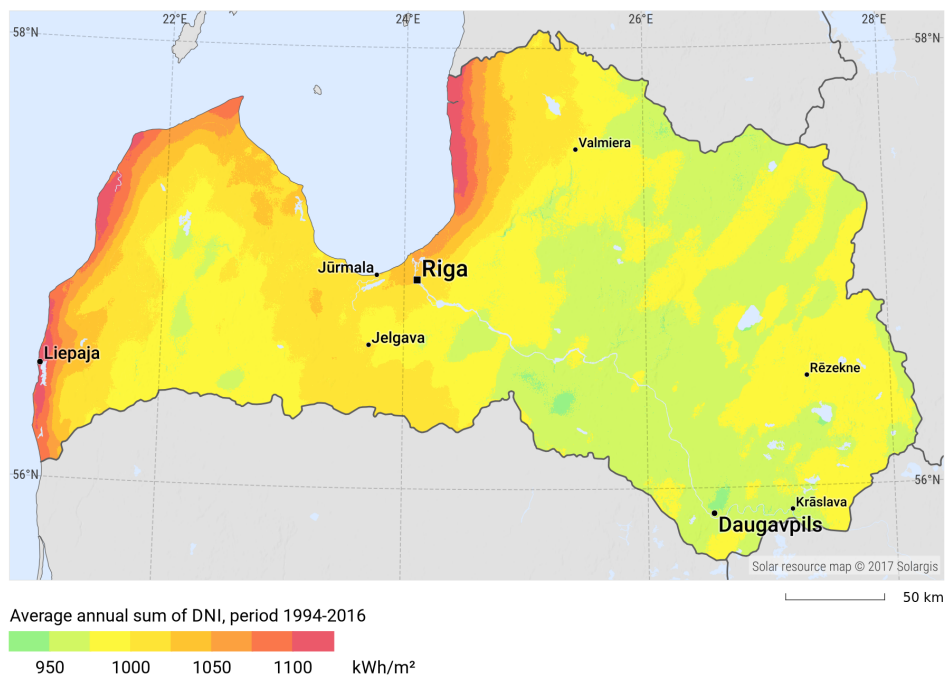 22°E 24°E 26°E 28°E
58°N 58°N
Valmiera
Riga
Jūrmala
Jelgava
Liepaja
Rēzekne
56°N 56°N
Krāslava
Daugavpils
Solar resource map © 2017 Solargis
50 km
Average annual sum of DNI, period 1994-2016
950 1000 1050 1100 kWh/m²